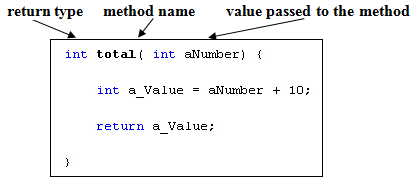 return type method name value passed to the method
int total( int aNumber) {
int a_Value = aNumber + 10;
return a_Value;
}